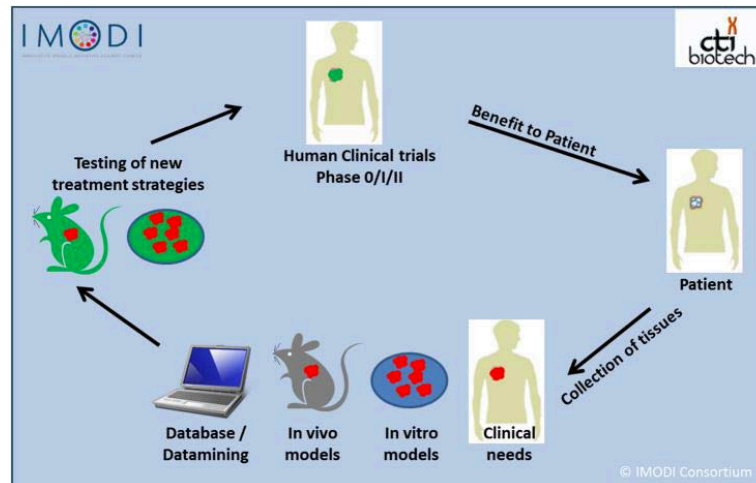 IMODI
cti
biotech
Human Clinical trials
Phase 0/I/II
Benefit to Patient
Testing of new
treatment strategies
Patient
Collection of tissues
Database /
Datamining
In vivo
models
In vitro
models
Clinical
needs
© IMODI Consortium